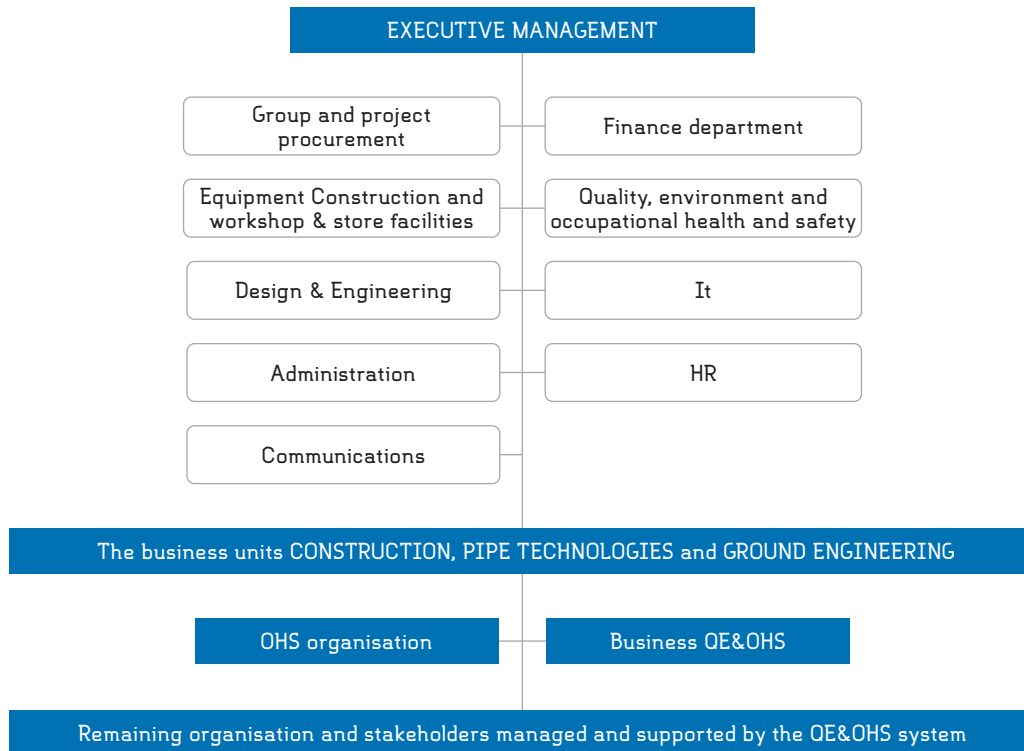 EXECUTIVE MANAGEMENT
Group and project
procurement
Finance department
Equipment Construction and
workshop & store facilities
Quality, environment and
occupational health and safety
Design & Engineering
It
Administration
HR
Communications
The business units CONSTRUCTION, PIPE TECHNOLOGIES and GROUND ENGINEERING
OHS organisation
Business QE&OHS
Remaining organisation and stakeholders managed and supported by the QE&OHS system